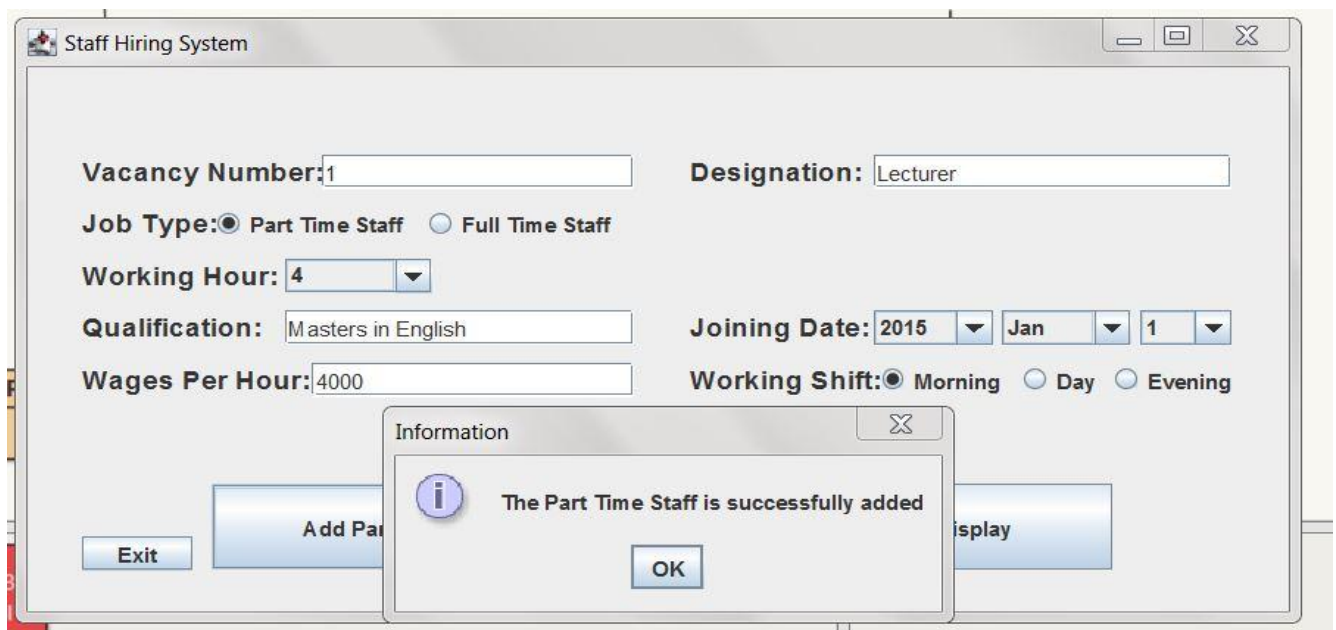 Staff Hiring System
Vacancy Number: 1 Designation: Lecturer
Job Type: Part Time Staff Full Time Staff
Working Hour: 4
Qualification: Masters in English Joining Date: 2015 Jan 1
Wages Per Hour: 4000 Working Shift: Morning Day Evening
Information
The Part Time Staff is successfully added
Add
Exit
OK